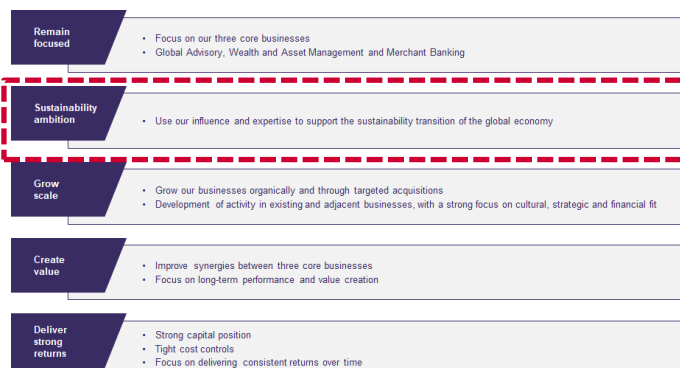 Remain
focused
• Focus on our three core businesses
• Global Advisory, Wealth and Asset Management and Merchant Banking
Sustainability
ambition
• Use our influence and expertise to support the sustainability transition of the global economy
Grow
scale
• Grow our businesses organically and through targeted acquisitions
• Development of activity in existing and adjacent businesses, with a strong focus on cultural, strategic and financial fit
Create
value
• Improve synergies between three core businesses
• Focus on long-term performance and value creation
Deliver
strong
returns
• Strong capital position
• Tight cost controls
• Focus on delivering consistent returns over time